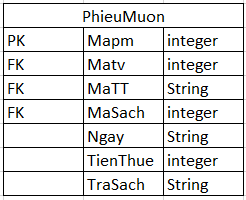 PhieuMuon
PK Mapm integer
FK Matv integer
FK MaTT String
FK MaSach integer
Ngay String
TienThue integer
TraSach String